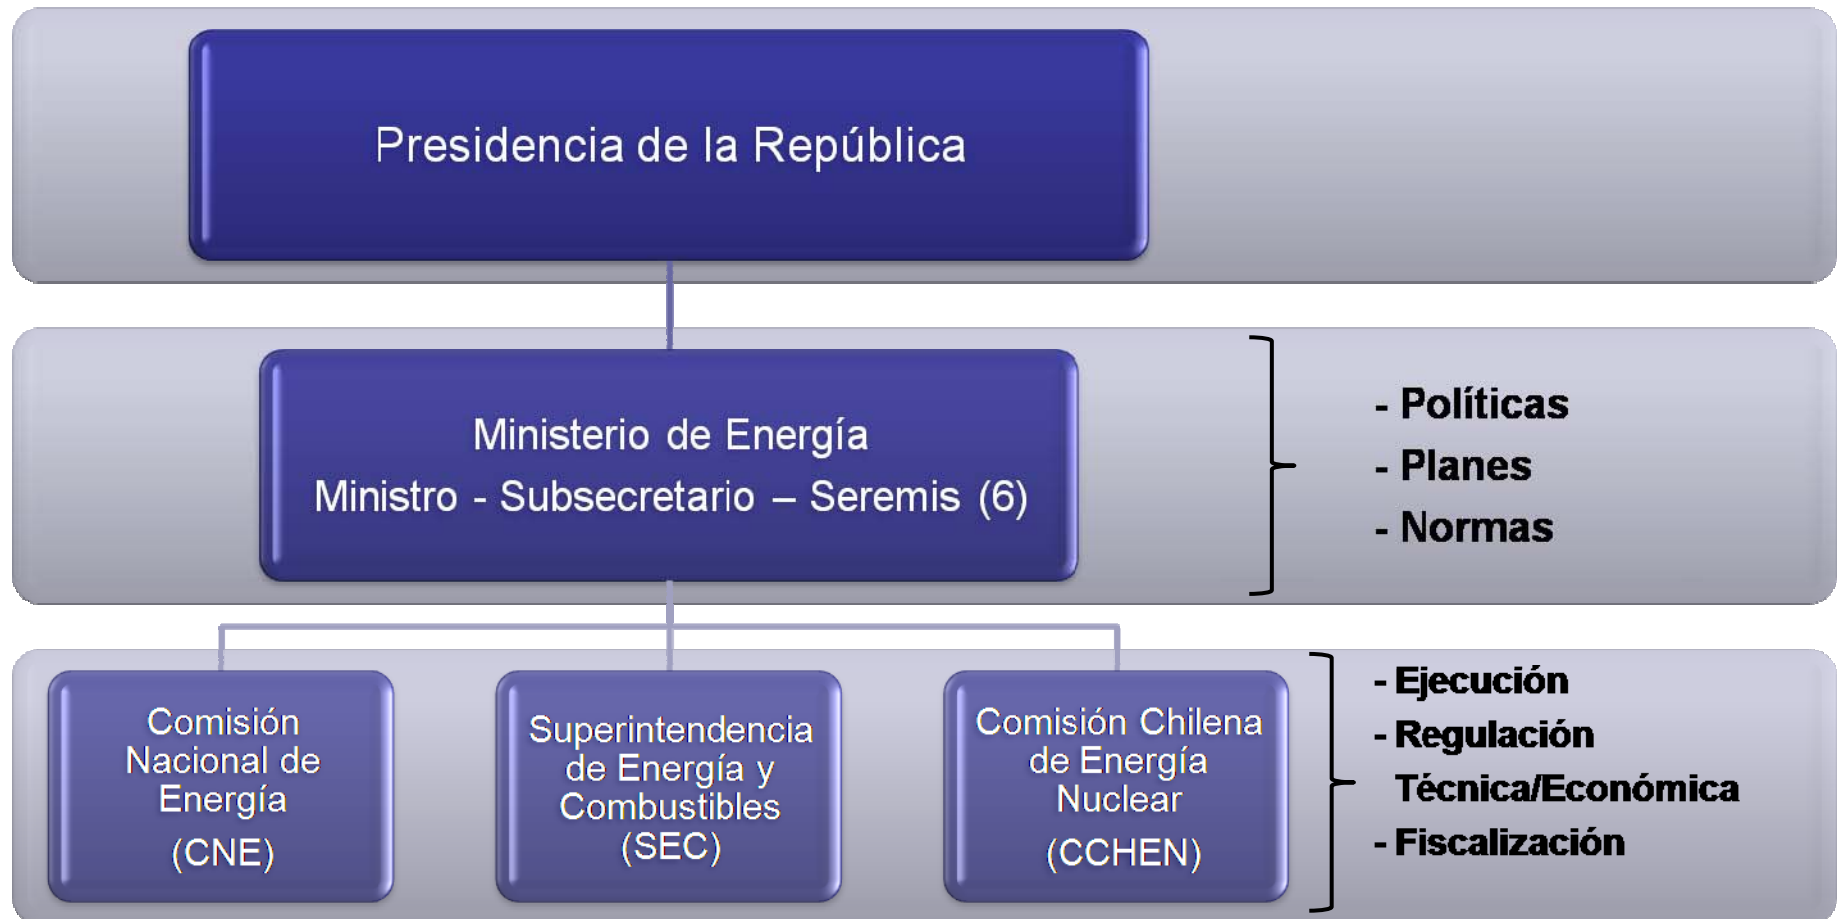 Presidencia de la República
Ministerio de Energía
Ministro - Subsecretario – Seremis (6)
- Políticas
- Planes
- Normas
Comisión
Nacional de
Energía
(CNE)
Superintendencia
de Energía y
Combustibles
(SEC)
Comisión Chilena
de Energía
Nuclear
(CCHEN)
- Ejecución
- Regulación
Técnica/Económica
- Fiscalización